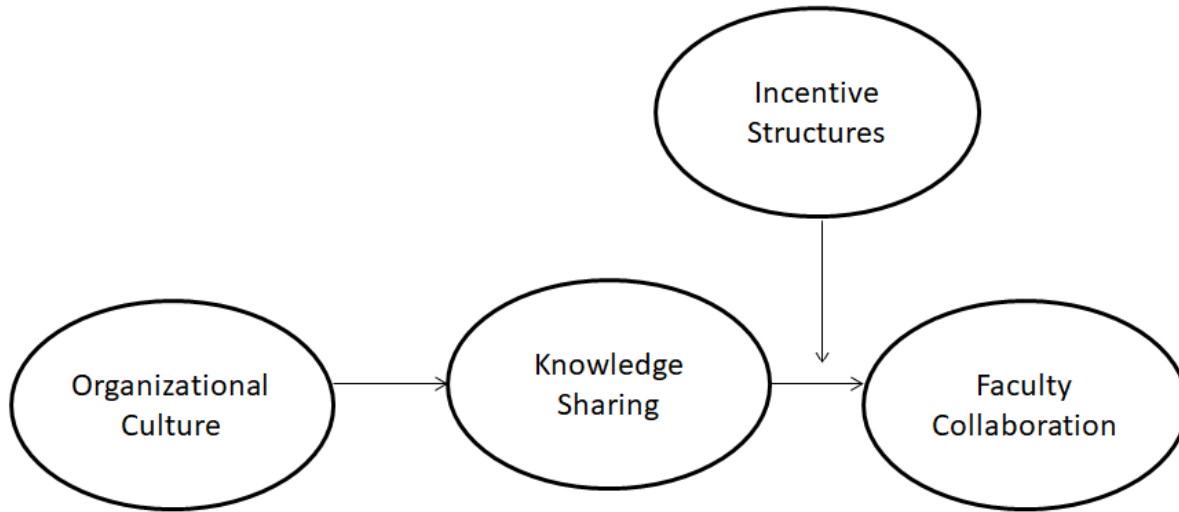 Incentive
Structures
Organizational
Culture
Knowledge
Sharing
Faculty
Collaboration